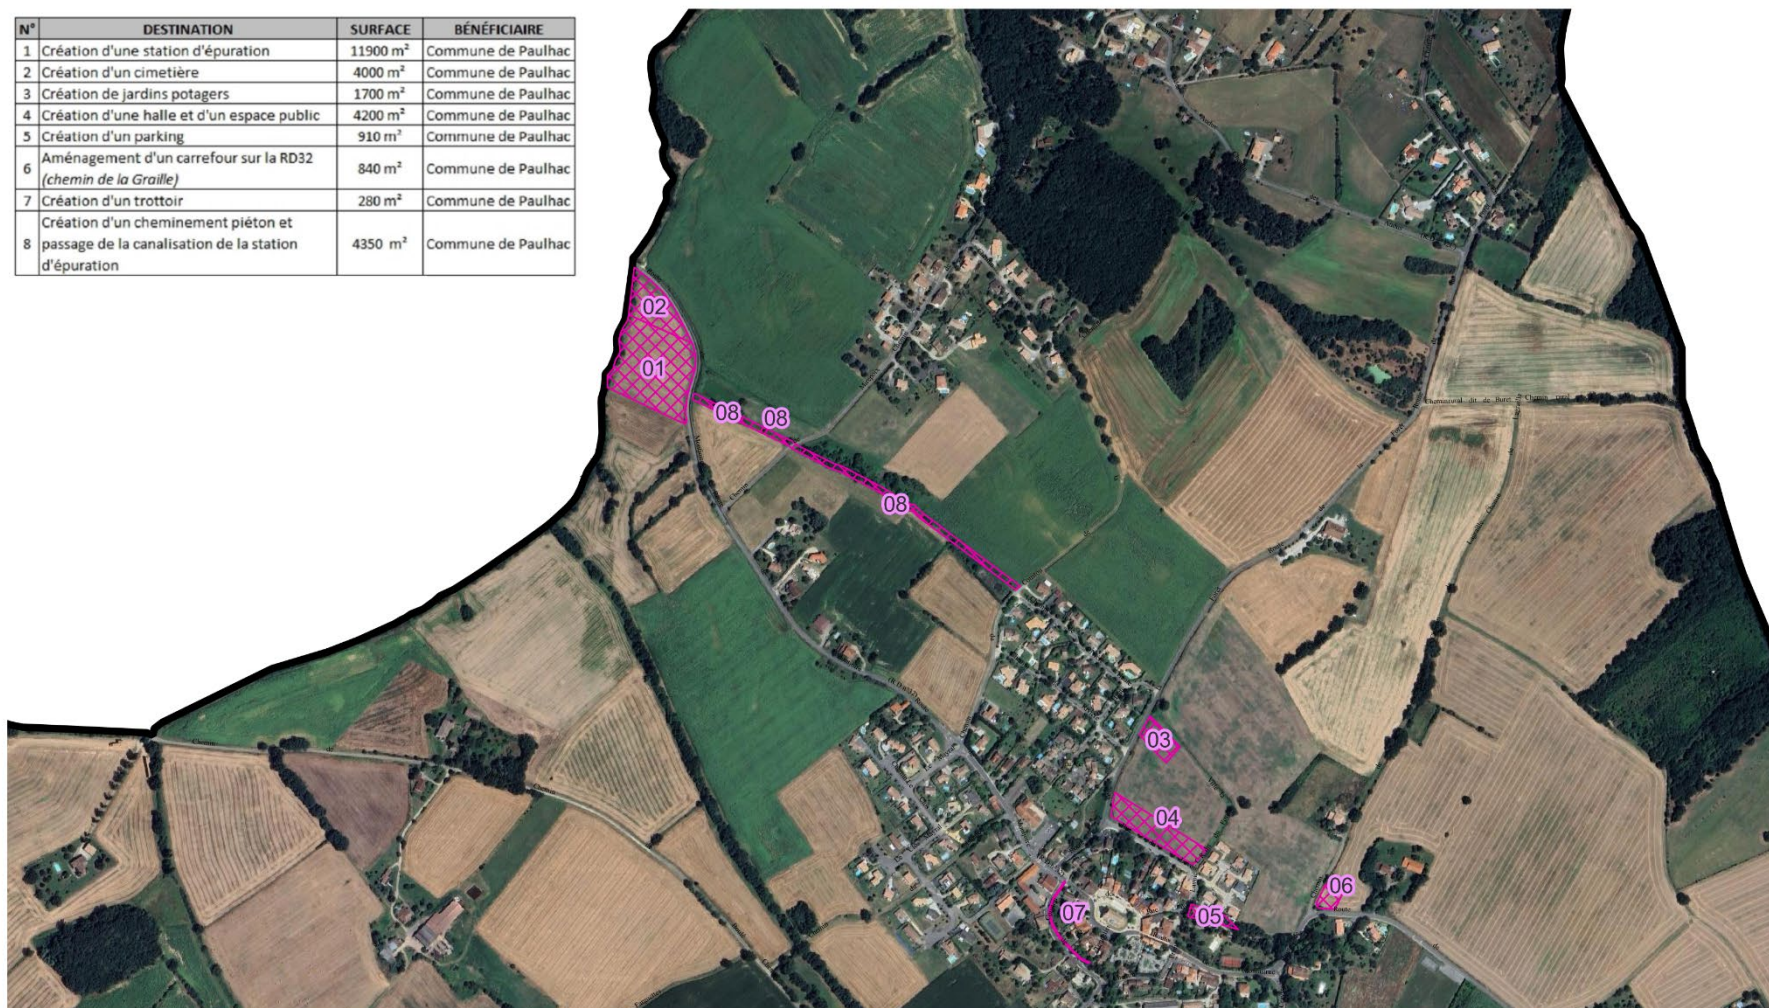 N° DESTINATION SURFACE BÉNÉFICIAIRE
1 Création d'une station d'épuration 11900 m² Commune de Paulhac
2 Création d'un cimetière 4000 m² Commune de Paulhac
3 Création de jardins potagers 1700 m² Commune de Paulhac
4 Création d'une halle et d'un espace public 4200 m² Commune de Paulhac
5 Création d'un parking 910 m² Commune de Paulhac
6 Aménagement d'un carrefour sur la RD32
(chemin de la Graille) 840 m² Commune de Paulhac
7 Création d'un trottoir 280 m² Commune de Paulhac
8 Création d'un cheminement piéton et
passage de la canalisation de la station
d'épuration 4350 m² Commune de Paulhac
02
01
08
08
08
Chemin
Chemin
Chemin
03
04
06
05
07
Route